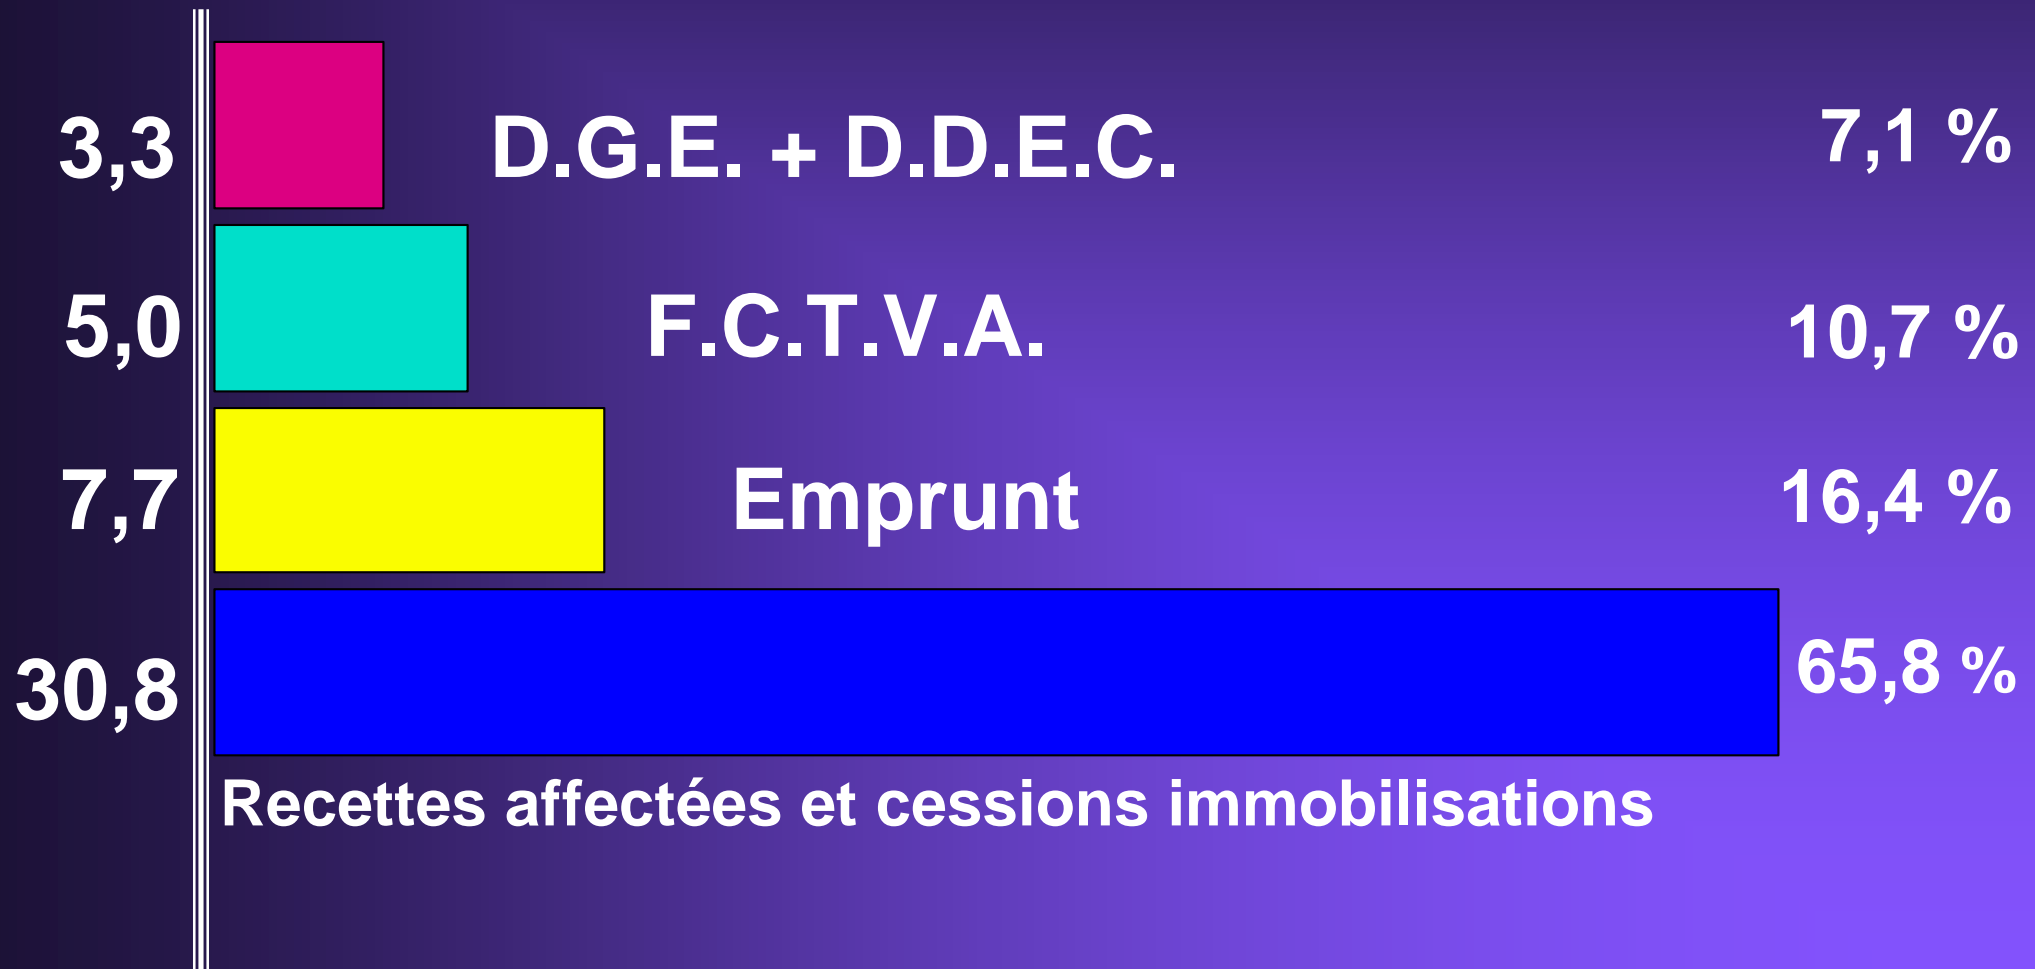 3,3 D.G.E. + D.D.E.C. 7,1 %
5,0 F.C.T.V.A. 10,7 %
7,7 Emprunt 16,4 %
30,8 65,8 %
Recettes affectées et cessions immobilisations